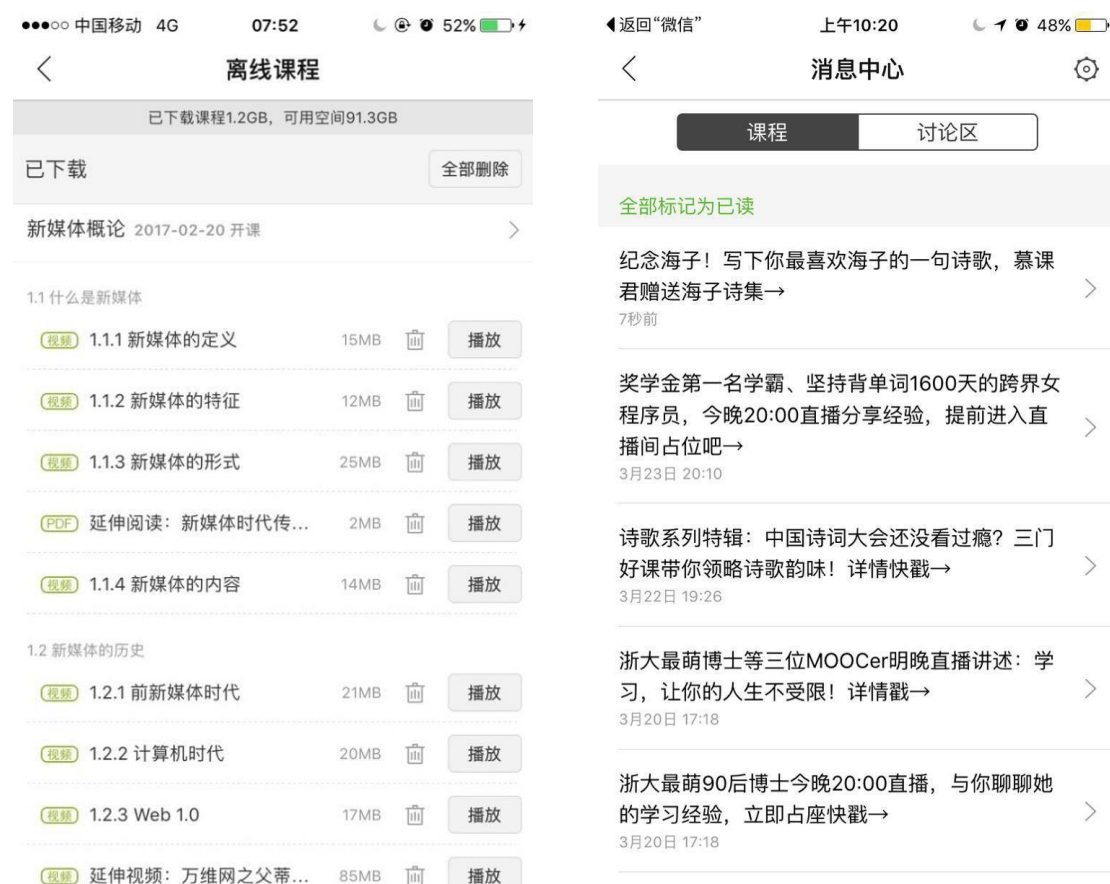 中国移动 4G 07:52 52%
离线课程
已下载课程1.2GB，可用空间91.3GB
已下载 全部删除
新媒体概论 2017-02-20 开课
1.1 什么是新媒体
视频 1.1.1 新媒体的定义 15MB 播放
视频 1.1.2 新媒体的特征 12MB 播放
视频 1.1.3 新媒体的形式 25MB 播放
PDF 延伸阅读：新媒体时代传... 2MB 播放
视频 1.1.4 新媒体的内容 14MB 播放
1.2 新媒体的历史
视频 1.2.1 前新媒体时代 21MB 播放
视频 1.2.2 计算机时代 20MB 播放
视频 1.2.3 Web 1.0 17MB 播放
视频 延伸视频：万维网之父蒂... 85MB 播放
返回“微信” 上午10:20 48%
消息中心
课程 讨论区
全部标记为已读
纪念海子！写下你最喜欢海子的一句诗歌，慕课
君赠送海子诗集→
7秒前
奖学金第一名学霸、坚持背单词1600天的跨界女
程序员，今晚20:00直播分享经验，提前进入直
播间占位吧→
3月23日 20:10
诗歌系列特辑：中国诗词大会还没看过瘾？三门
好课带你领略诗歌韵味！详情快戳→
3月22日 19:26
浙大最萌博士等三位MOOCer明晚直播讲述：学
习，让你的人生不受限！详情戳→
3月20日 17:18
浙大最萌90后博士今晚20:00直播，与你聊聊她
的学习经验，立即占座快戳→
3月20日 17:18